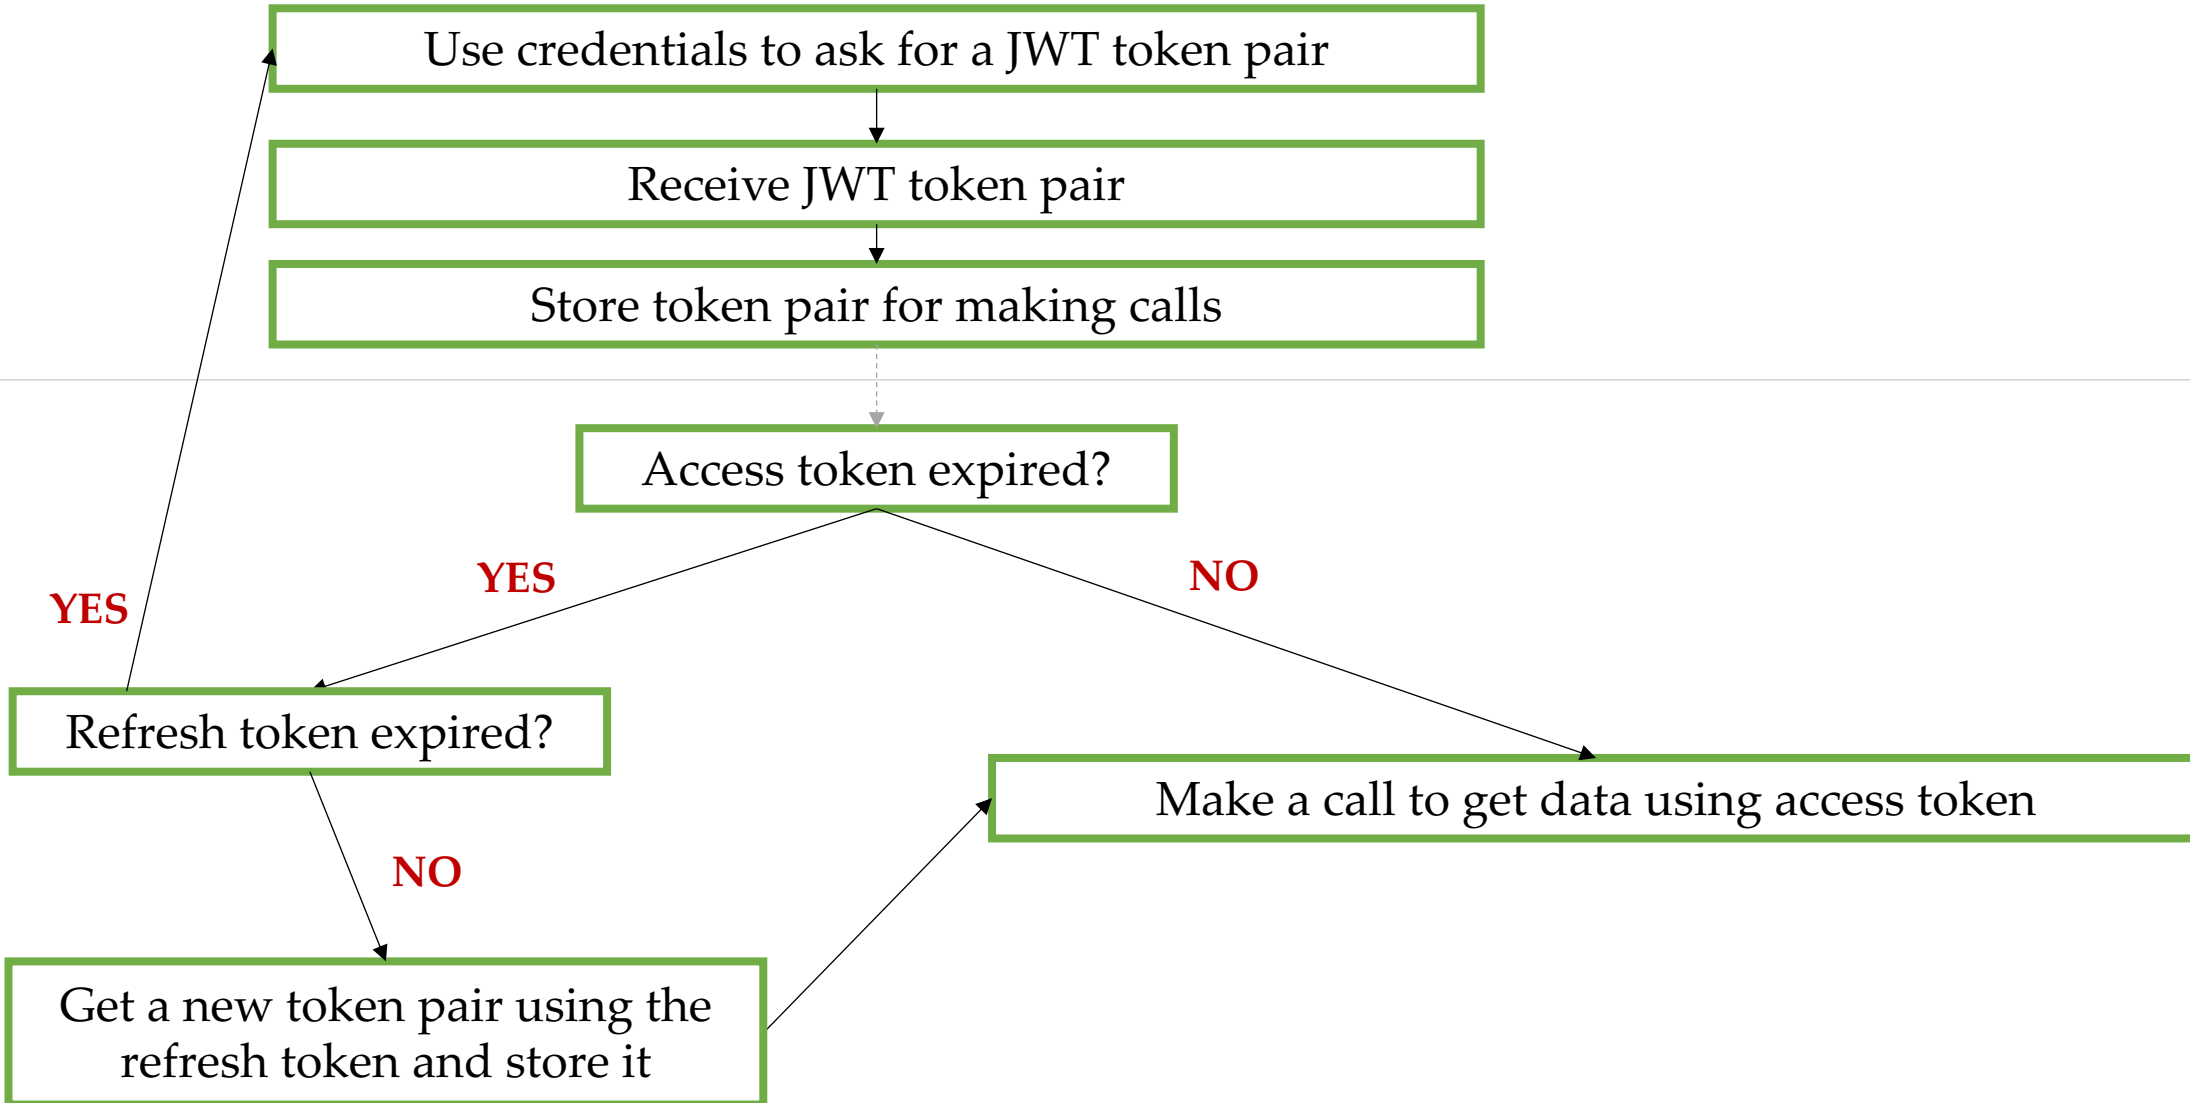 Use credentials to ask for a JWT token pair
Receive JWT token pair
Store token pair for making calls
Access token expired?
YES
NO
YES
Refresh token expired?
Make a call to get data using access token
NO
Get a new token pair using the
refresh token and store it